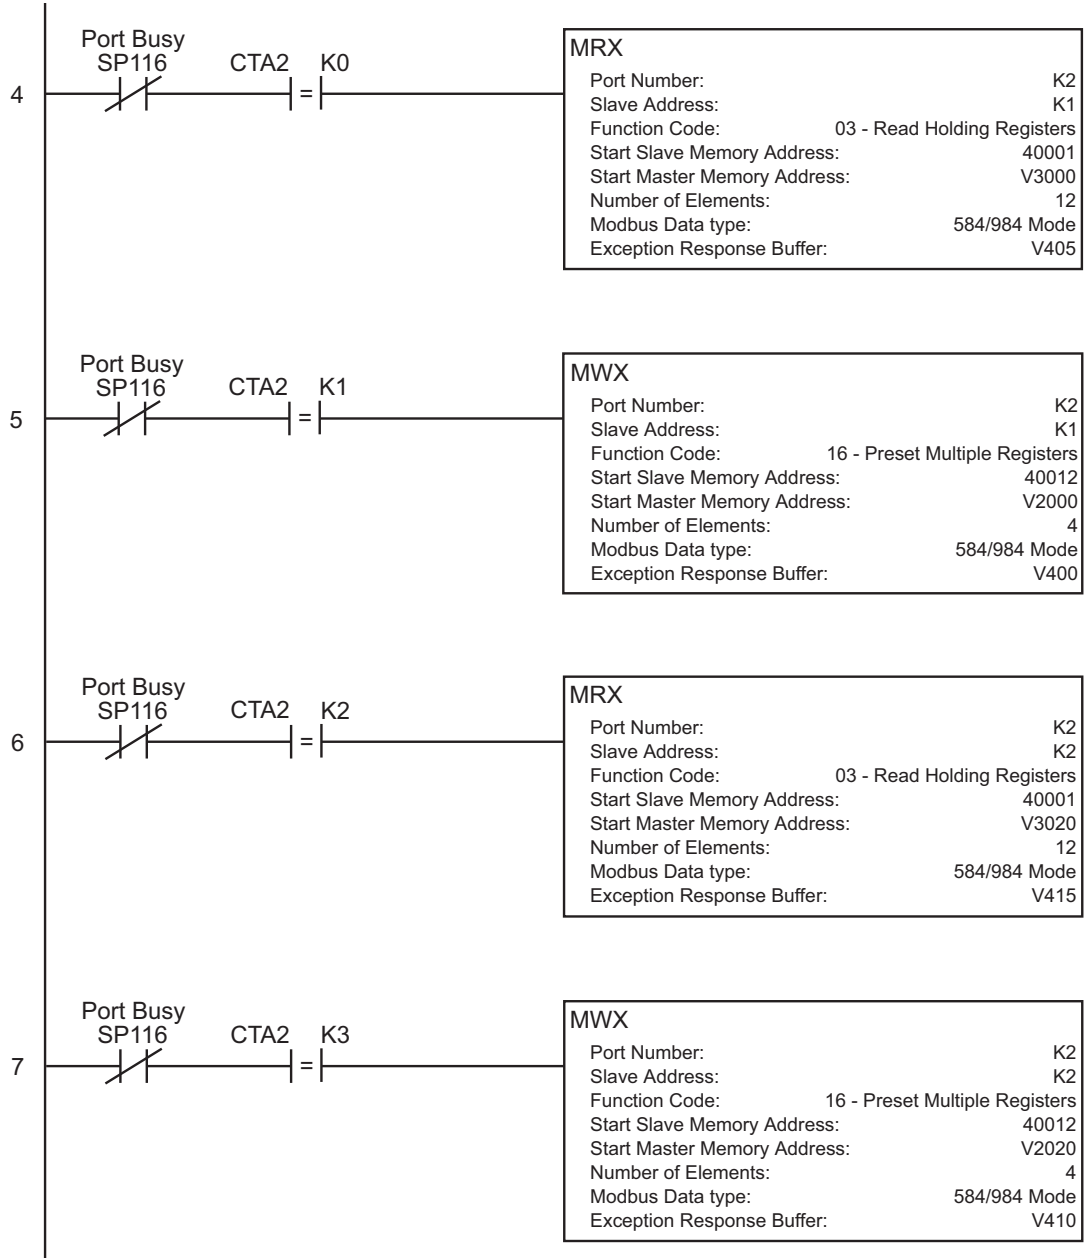 Port Busy
SP116 CTA2 K0
4 =
MRX
Port Number: K2
Slave Address: K1
Function Code: 03 - Read Holding Registers
Start Slave Memory Address: 40001
Start Master Memory Address: V3000
Number of Elements: 12
Modbus Data type: 584/984 Mode
Exception Response Buffer: V405
Port Busy
SP116 CTA2 K1
5 =
MWX
Port Number: K2
Slave Address: K1
Function Code: 16 - Preset Multiple Registers
Start Slave Memory Address: 40012
Start Master Memory Address: V2000
Number of Elements: 4
Modbus Data type: 584/984 Mode
Exception Response Buffer: V400
Port Busy
SP116 CTA2 K2
6 =
MRX
Port Number: K2
Slave Address: K2
Function Code: 03 - Read Holding Registers
Start Slave Memory Address: 40001
Start Master Memory Address: V3020
Number of Elements: 12
Modbus Data type: 584/984 Mode
Exception Response Buffer: V415
Port Busy
SP116 CTA2 K3
7 =
MWX
Port Number: K2
Slave Address: K2
Function Code: 16 - Preset Multiple Registers
Start Slave Memory Address: 40012
Start Master Memory Address: V2020
Number of Elements: 4
Modbus Data type: 584/984 Mode
Exception Response Buffer: V410